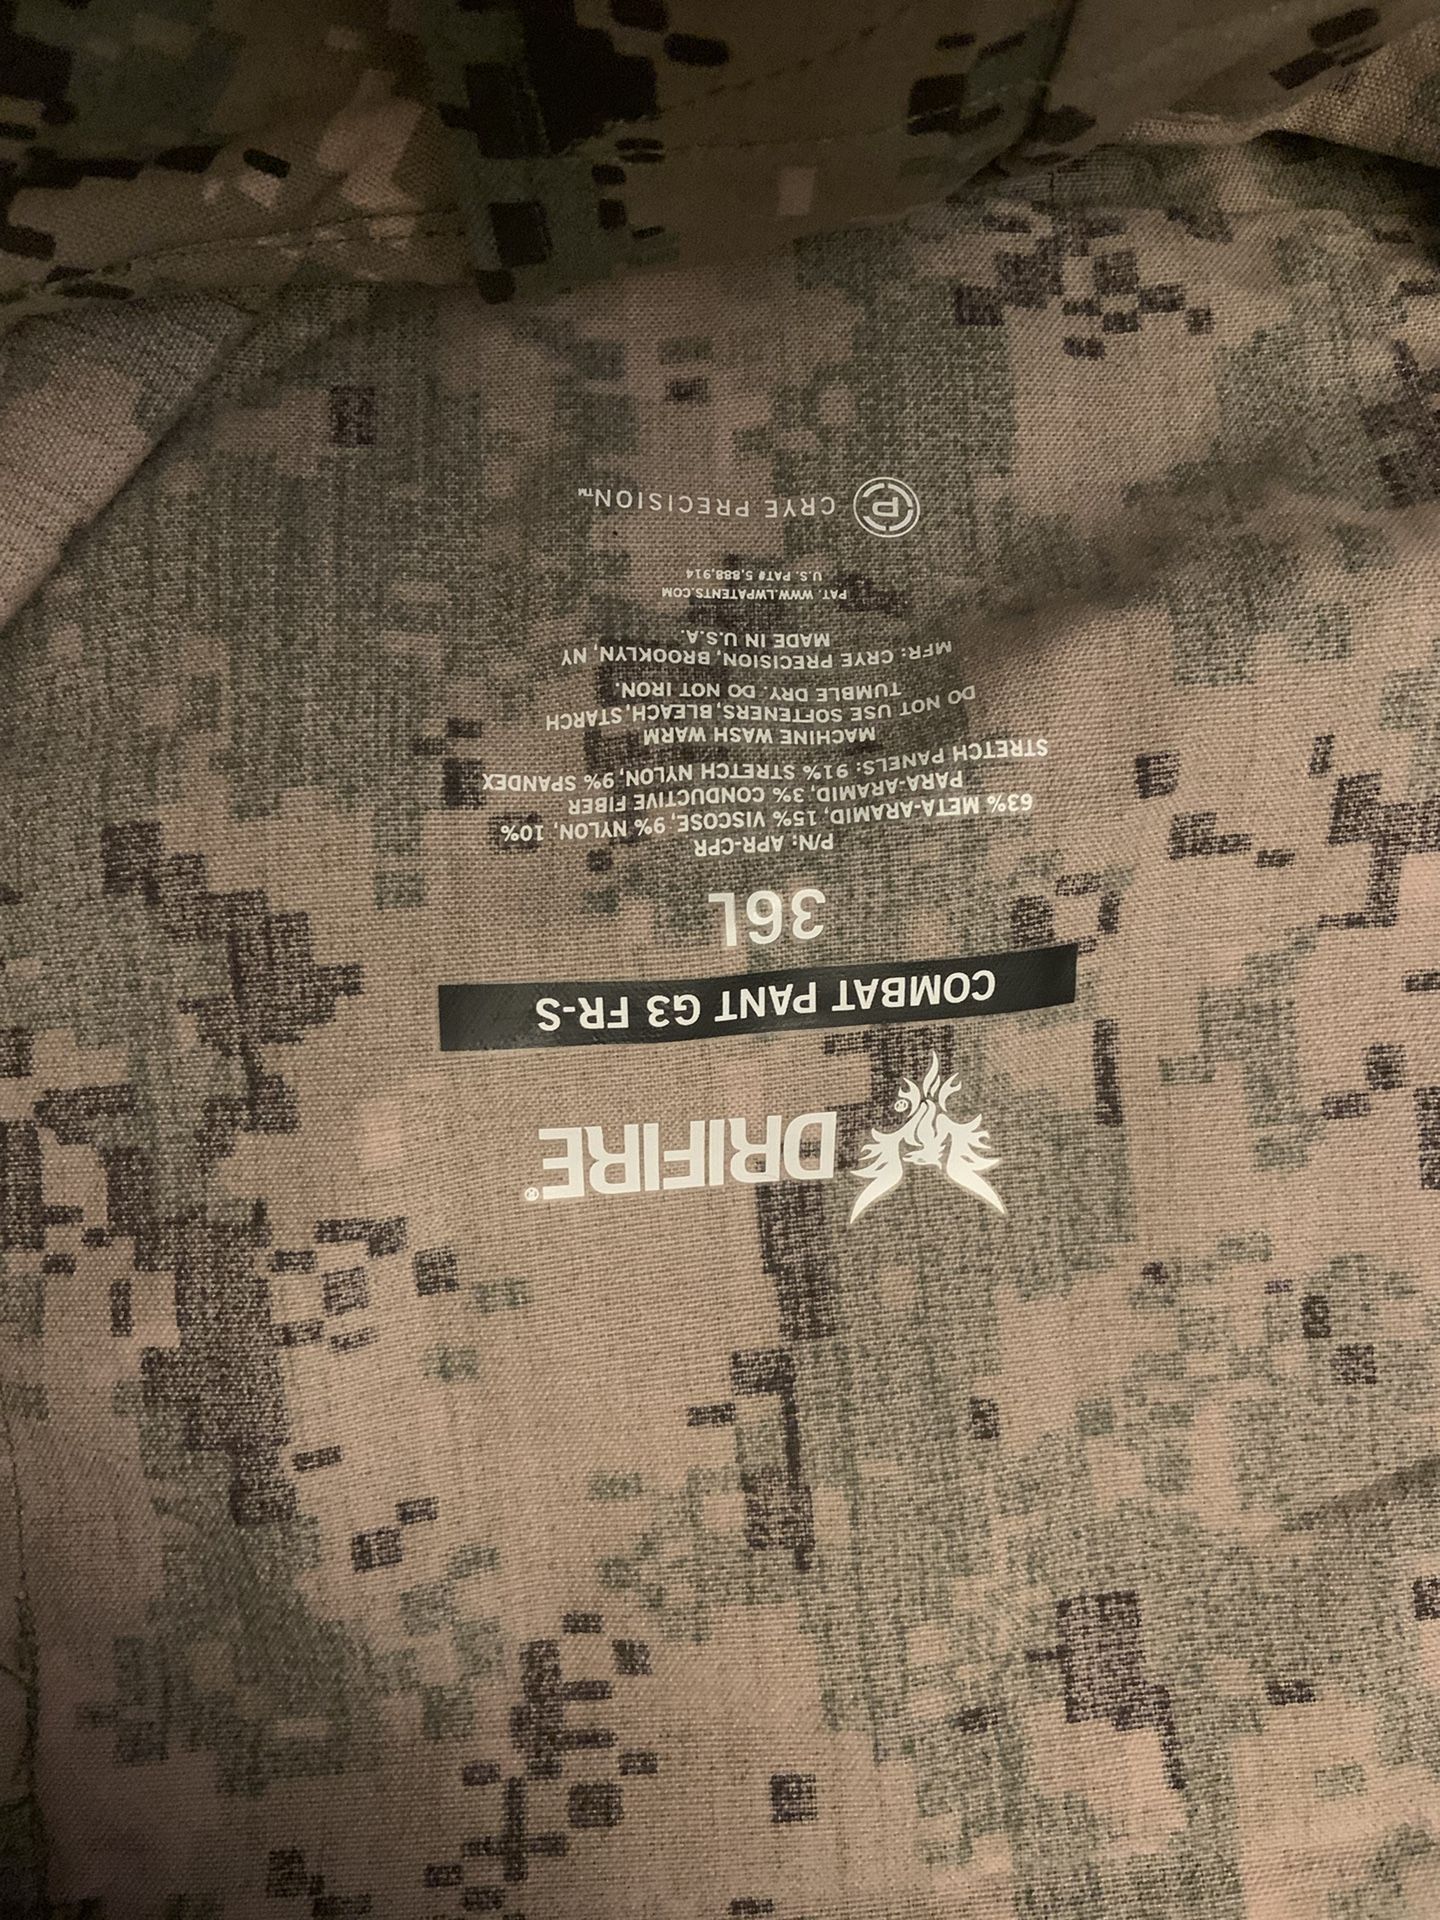 DRIFIRE®
COMBAT PANT G3 FR-S
36L
P/N: APR-CPR
63% META-ARAMID, 15% VISCOSE, 9% NYLON, 10%
PARA-ARAMID, 3% CONDUCTIVE FIBER
STRETCH PANELS: 91% STRETCH NYLON, 9% SPANDEX
MACHINE WASH WARM
DO NOT USE SOFTENERS, BLEACH, STARCH
TUMBLE DRY. DO NOT IRON.
MFR: CRYE PRECISION, BROOKLYN, NY
MADE IN U.S.A.
PAT. WWW.LWPATENTS.COM
U.S. PAT# 5,888,914
CRYE PRECISION™